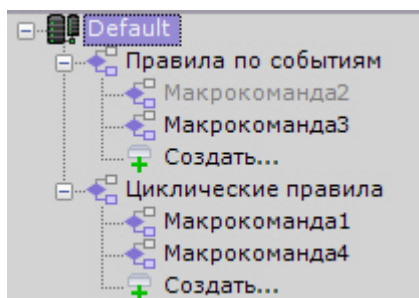 Default
Правила по событиям
Макрокоманда2
Макрокоманда3
Создать...
Циклические правила
Макрокоманда1
Макрокоманда4
Создать...